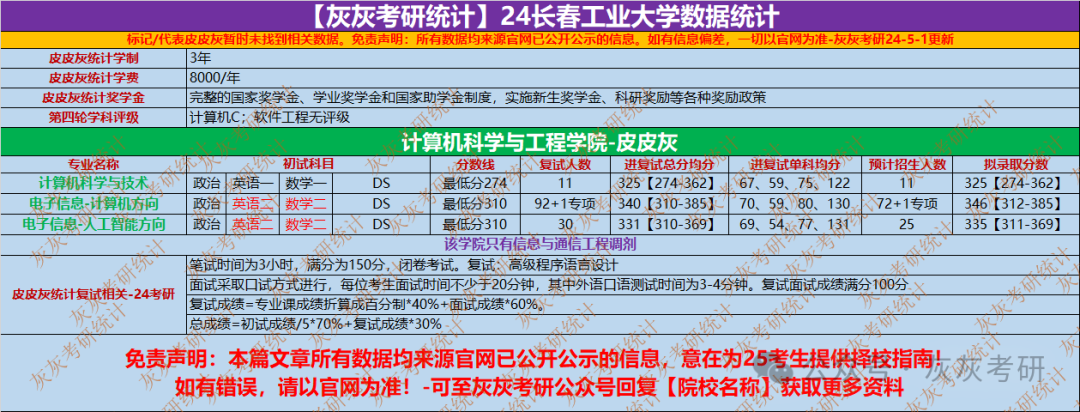 【灰灰考研统计】24长春工业大学数据统计
标记/代表皮皮灰暂时未找到相关数据。免责声明：所有数据均来源官网已公开公示的信息。如有信息偏差，一切以官网为准-灰灰考研24-5-1更新
皮皮灰统计学制 3年
皮皮灰统计学费 8000/年
皮皮灰统计奖学金 完整的国家奖学金、学业奖学金和国家助学金制度，实施新生奖学金、科研奖励等各种奖励政策
第四轮学科评级 计算机C；软件工程无评级
计算机科学与工程学院-皮皮灰
专业名称 初试科目 分数线 复试人数 进复试总分均分 进复试单科均分 预计招生人数 拟录取分数
计算机科学与技术 政治 英语一 数学一 DS 最低分274 11 325【274-362】 67、59、75、122 11 325【274-362】
电子信息-计算机方向 政治 英语二 数学二 DS 最低分310 92+1专项 340【310-385】 70、59、80、130 72+1专项 346【312-385】
电子信息-人工智能方向 政治 英语二 数学二 DS 最低分310 30 331【310-369】 69、54、77、131 25 335【311-369】
该学院只有信息与通信工程调剂
皮皮灰统计复试相关-24考研
笔试时间为3小时，满分为150分，闭卷考试。复试：高级程序语言设计
面试采取口试方式进行，每位考生面试时间不少于20分钟，其中外语口语测试时间为3-4分钟。复试面试成绩满分100分
复试成绩=专业课成绩折算成百分制*40%+面试成绩*60%。
总成绩=初试成绩/5*70%+复试成绩*30%
免责声明：本篇文章所有数据均来源官网已公开公示的信息，意在为25考生提供择校指南！
如有错误，请以官网为准！-可至灰灰考研公众号回复【院校名称】获取更多资料
公众号：灰灰考研
灰灰考研统计